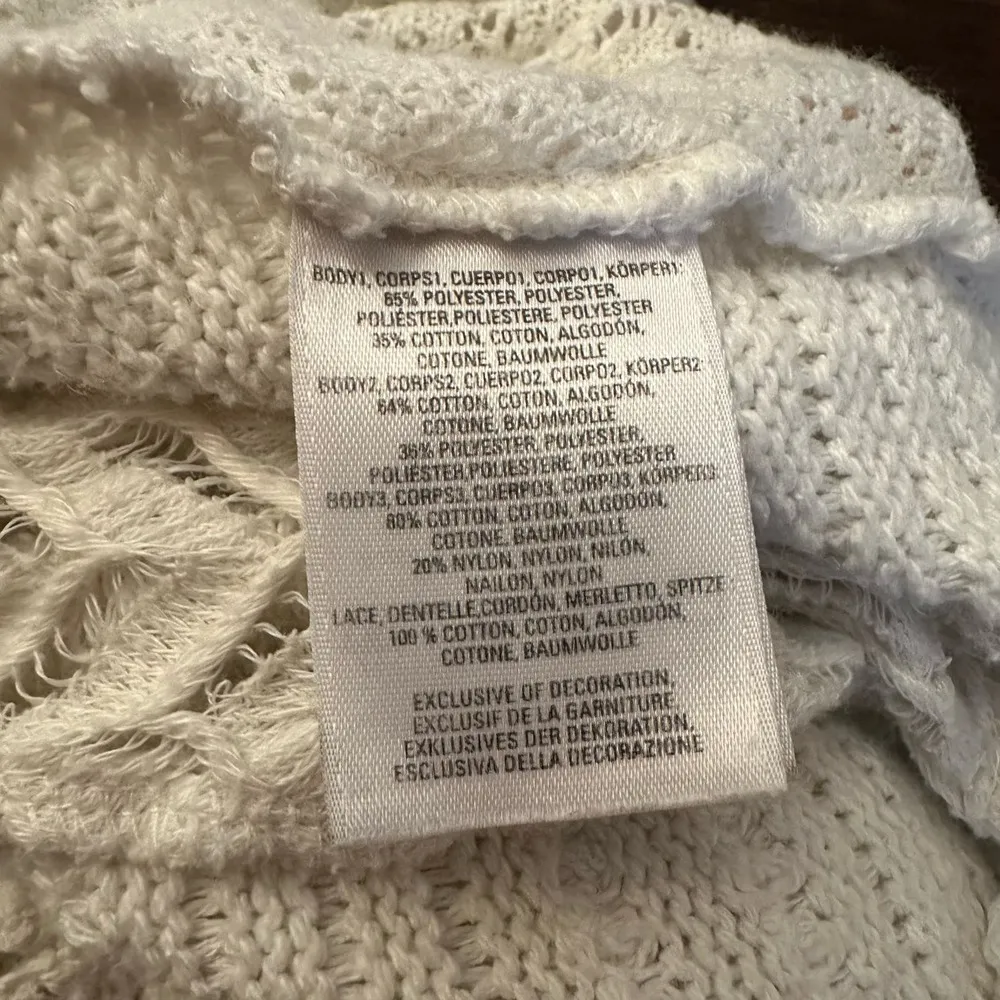 BODY1, CORPS1, CUERPO1, CORPO1, KÖRPER1:
65% POLYESTER, POLYESTER,
POLIÉSTER,POLIESTERE, POLYESTER
35% COTTON, COTON, ALGODÓN,
COTONE, BAUMWOLLE
BODY2, CORPS2, CUERPO2, CORPO2, KÖRPER2:
64% COTTON, COTON, ALGODÓN,
COTONE, BAUMWOLLE
36% POLYESTER, POLYESTER,
POLIÉSTER,POLIESTERE, POLYESTER
BODY3, CORPS3, CUERPO3, CORPO3, KÖRPER3:
80% COTTON, COTON, ALGODÓN,
COTONE, BAUMWOLLE
20% NYLON, NYLON, NILÓN,
NAILON, NYLON
LACE, DENTELLE,CORDÓN, MERLETTO, SPITZE
100 % COTTON, COTON, ALGODÓN,
COTONE, BAUMWOLLE
EXCLUSIVE OF DECORATION,
EXCLUSIF DE LA GARNITURE
EXKLUSIVES DER DEKORATION,
ESCLUSIVA DELLA DECORAZIONE